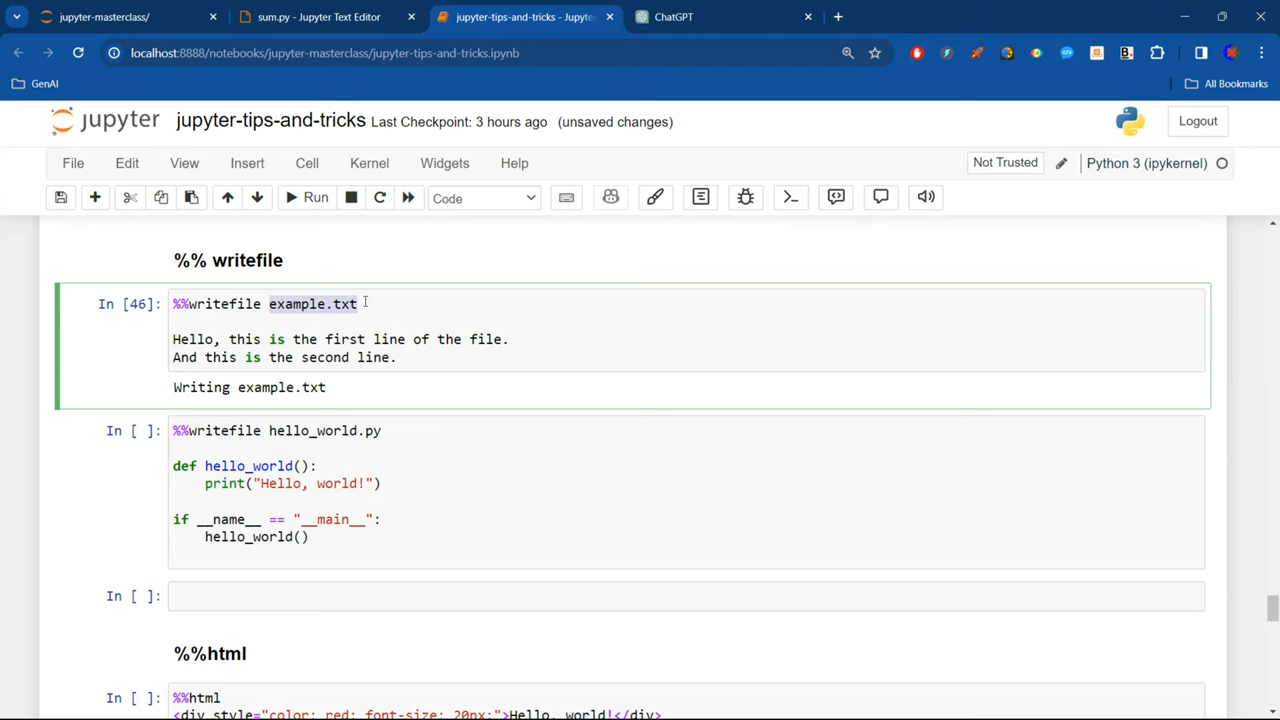 jupyter-masterclass/
sum.py - Jupyter Text Editor
jupyter-tips-and-tricks - Jupyte
ChatGPT
localhost:8888/notebooks/jupyter-masterclass/jupyter-tips-and-tricks.ipynb
GenAI
All Bookmarks
jupyter jupyter-tips-and-tricks Last Checkpoint: 3 hours ago (unsaved changes)
Logout
File Edit View Insert Cell Kernel Widgets Help
Not Trusted
Python 3 (ipykernel)
Run
Code
%% writefile
In [46]: %%writefile example.txt
Hello, this is the first line of the file.
And this is the second line.
Writing example.txt
In [ ]: %%writefile hello_world.py
def hello_world():
    print("Hello, world!")
if __name__ == "__main__":
    hello_world()
In [ ]:
%%html
In [ ]: %%html
<div style="color: red; font-size: 20px;">Hello, world!</div>